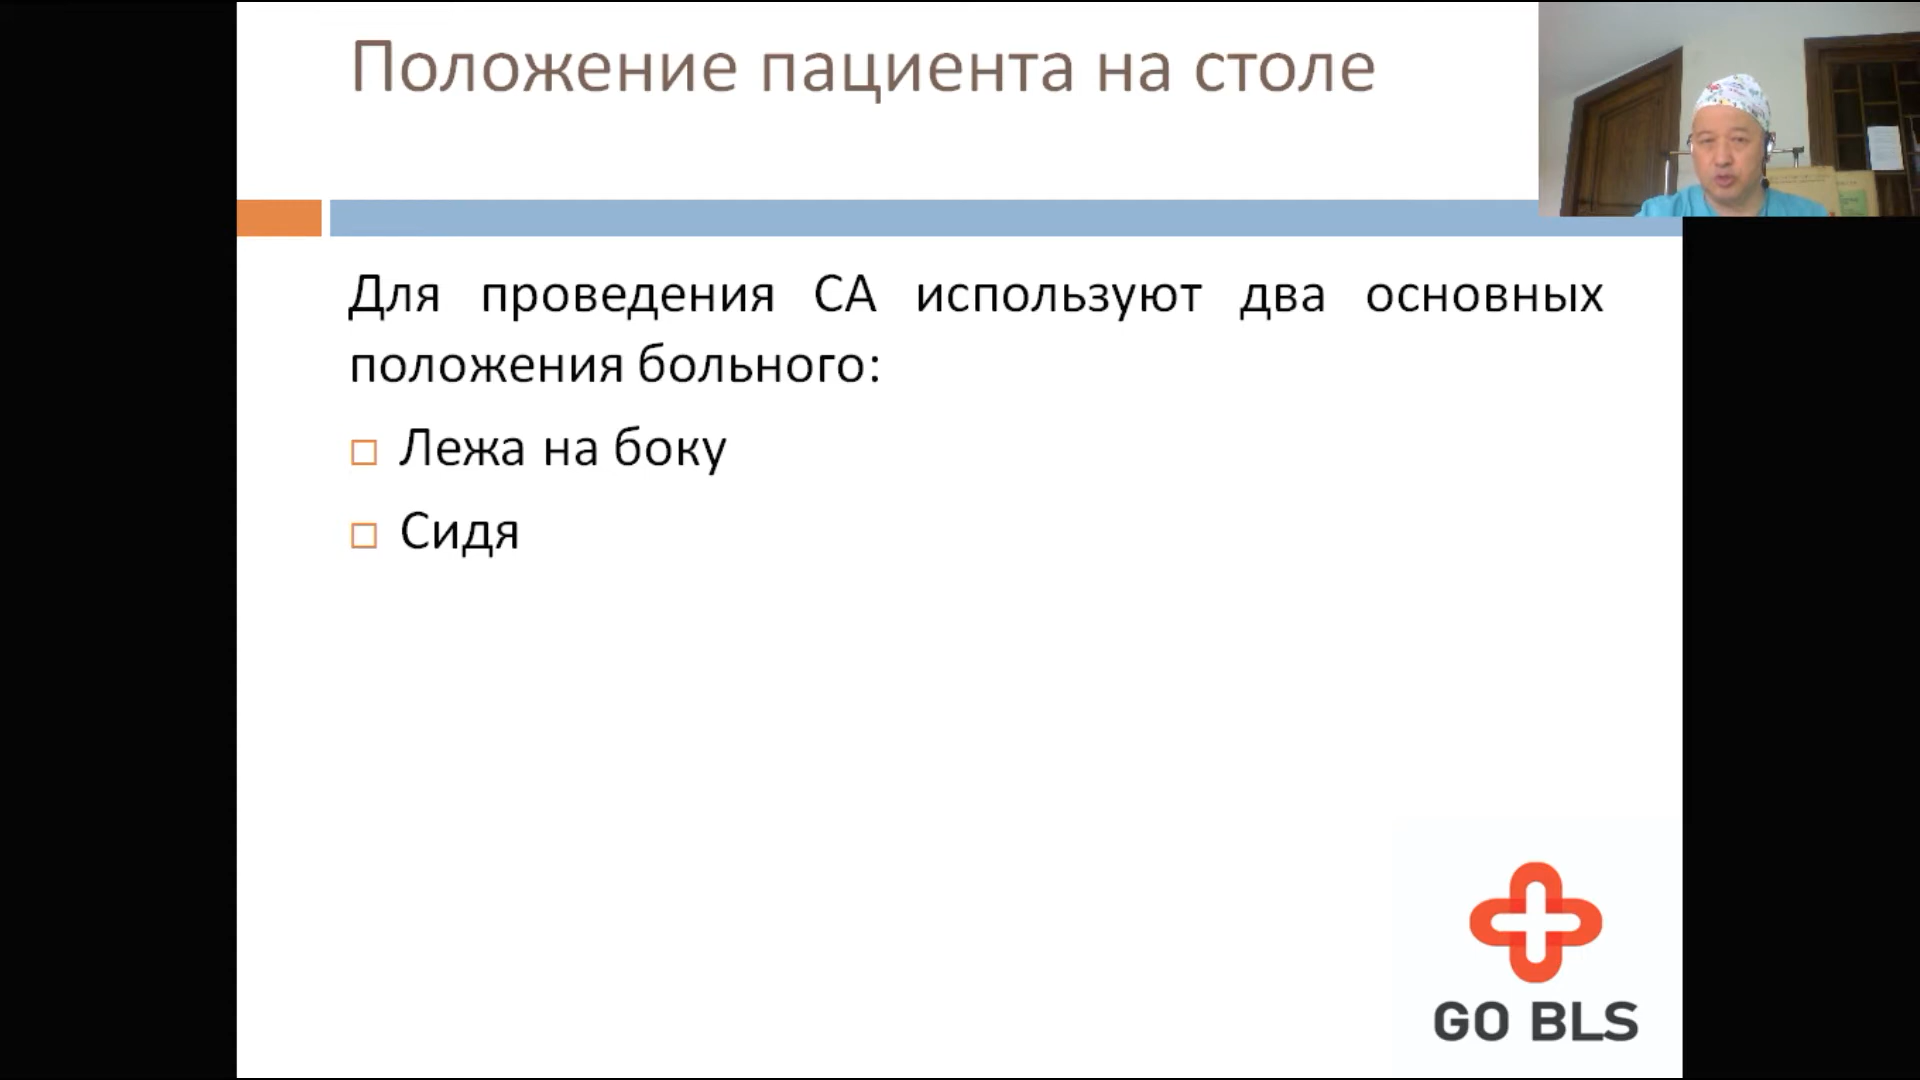 Положение пациента на столе
Для проведения СА используют два основных
положения больного:
Лежа на боку
Сидя
GO BLS